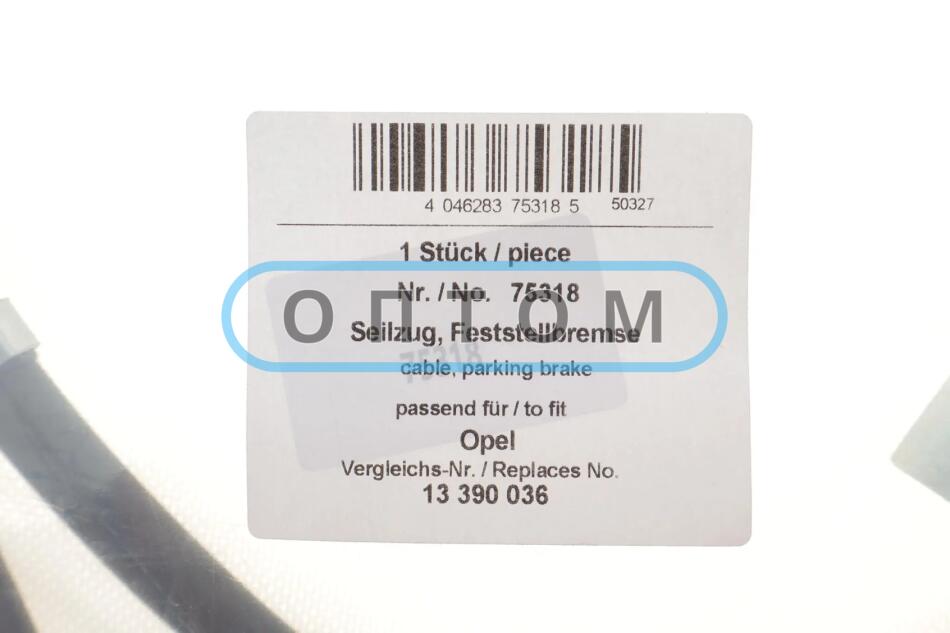 4 046283 75318 5 50327
1 Stück / piece
Nr. / No. 75318
ОПТОМ
Seilzug, Feststellbremse
75318
cable, parking brake
passend für / to fit
Opel
Vergleichs-Nr. / Replaces No.
13 390 036